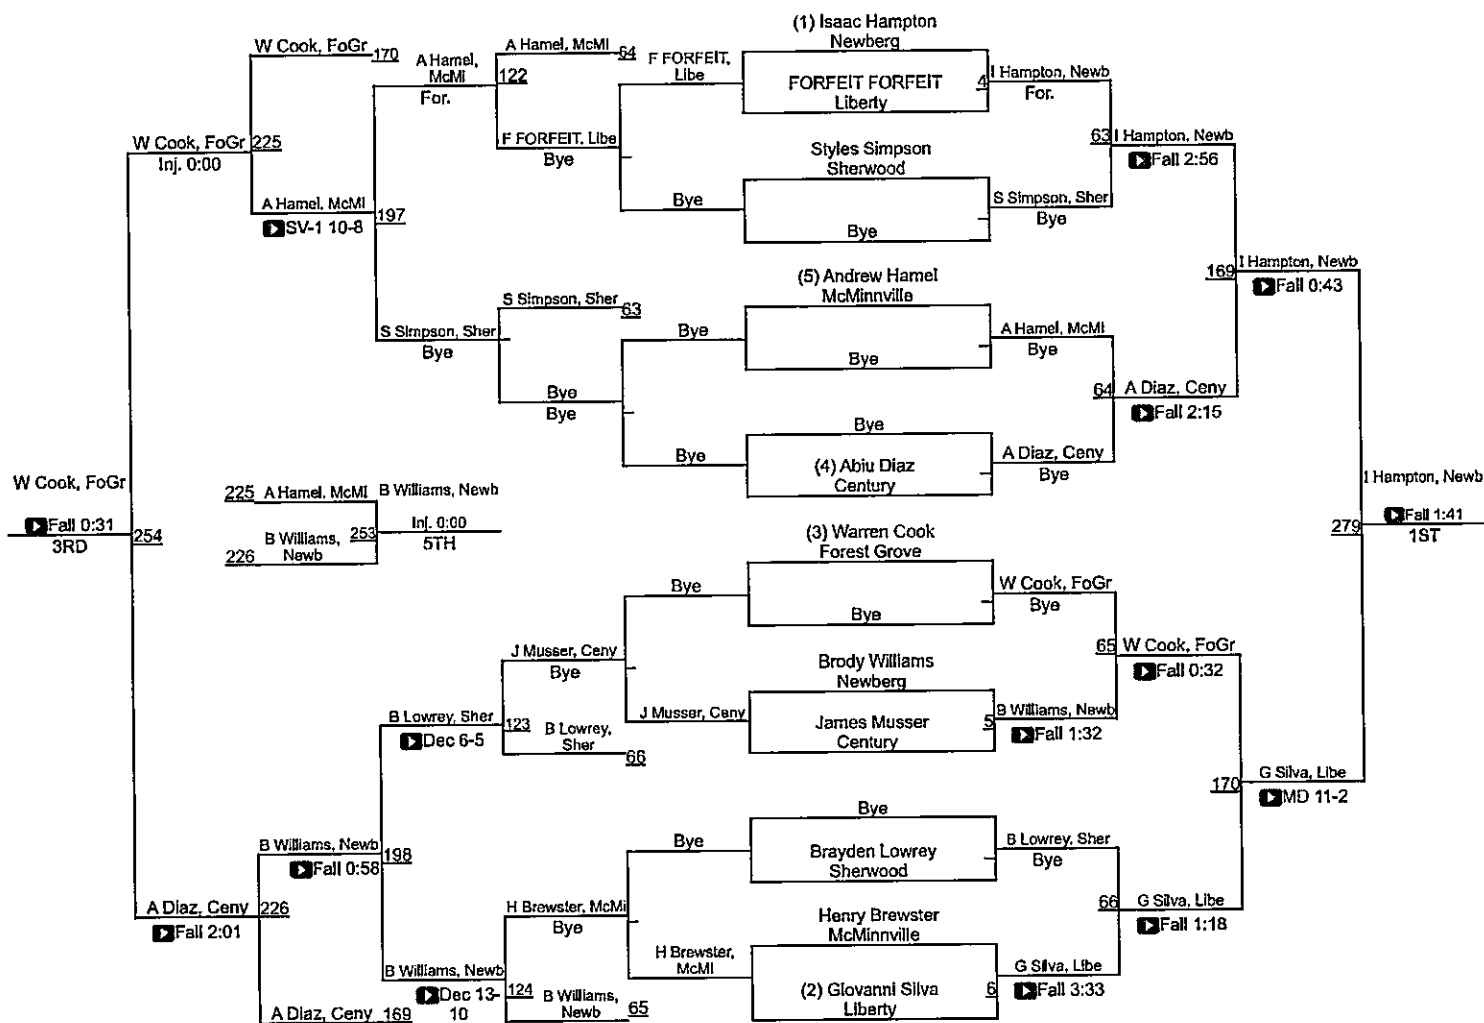 (1) Isaac Hampton
Newberg
FORFEIT FORFEIT
Liberty
4
I Hampton, Newb
For.
Styles Simpson
Sherwood
Bye
S Simpson, Sher
Bye
63
I Hampton, Newb
Fall 2:56
(5) Andrew Hamel
McMinnville
Bye
A Hamel, McMi
Bye
Bye
(4) Abiu Diaz
Century
A Diaz, Ceny
Bye
64
A Diaz, Ceny
Fall 2:15
169
I Hampton, Newb
Fall 0:43
(3) Warren Cook
Forest Grove
Bye
W Cook, FoGr
Bye
Brody Williams
Newberg
James Musser
Century
5
B Williams, Newb
Fall 1:32
65
W Cook, FoGr
Fall 0:32
Bye
Brayden Lowrey
Sherwood
B Lowrey, Sher
Bye
Henry Brewster
McMinnville
(2) Giovanni Silva
Liberty
6
G Silva, Libe
Fall 3:33
66
G Silva, Libe
Fall 1:18
170
G Silva, Libe
MD 11-2
279
I Hampton, Newb
Fall 1:41
1ST
F FORFEIT,
Libe
Bye
F FORFEIT, Libe
Bye
A Hamel, McMi
64
122
A Hamel,
McMi
For.
Bye
Bye
Bye
Bye
S Simpson, Sher
63
S Simpson, Sher
Bye
197
A Hamel, McMi
SV-1 10-8
W Cook, FoGr
170
225
W Cook, FoGr
Inj. 0:00
Bye
J Musser, Ceny
J Musser, Ceny
Bye
B Lowrey,
Sher
66
123
B Lowrey, Sher
Dec 6-5
Bye
H Brewster,
McMi
H Brewster, McMi
Bye
B Williams,
Newb
65
124
B Williams, Newb
Dec 13-
10
198
B Williams, Newb
Fall 0:58
A Diaz, Ceny
169
226
A Diaz, Ceny
Fall 2:01
254
W Cook, FoGr
Fall 0:31
3RD
225
A Hamel, McMi
226
B Williams,
Newb
253
B Williams, Newb
Inj. 0:00
5TH